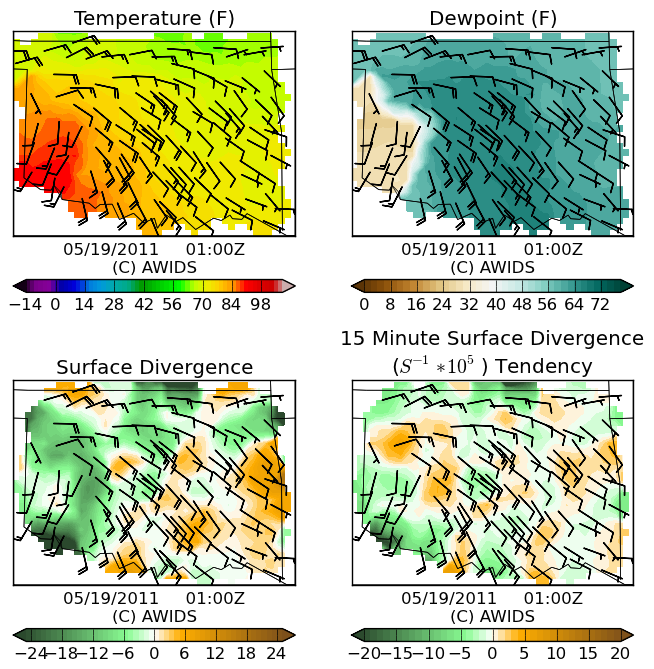 Temperature (F)
Dewpoint (F)
05/19/2011 01:00Z
(C) AWIDS
05/19/2011 01:00Z
(C) AWIDS
−14 0 14 28 42 56 70 84 98
0 8 16 24 32 40 48 56 64 72
Surface Divergence
15 Minute Surface Divergence
(S⁻¹ ∗10⁵ ) Tendency
05/19/2011 01:00Z
(C) AWIDS
05/19/2011 01:00Z
(C) AWIDS
−24−18−12 −6 0 6 12 18 24
−20−15−10 −5 0 5 10 15 20